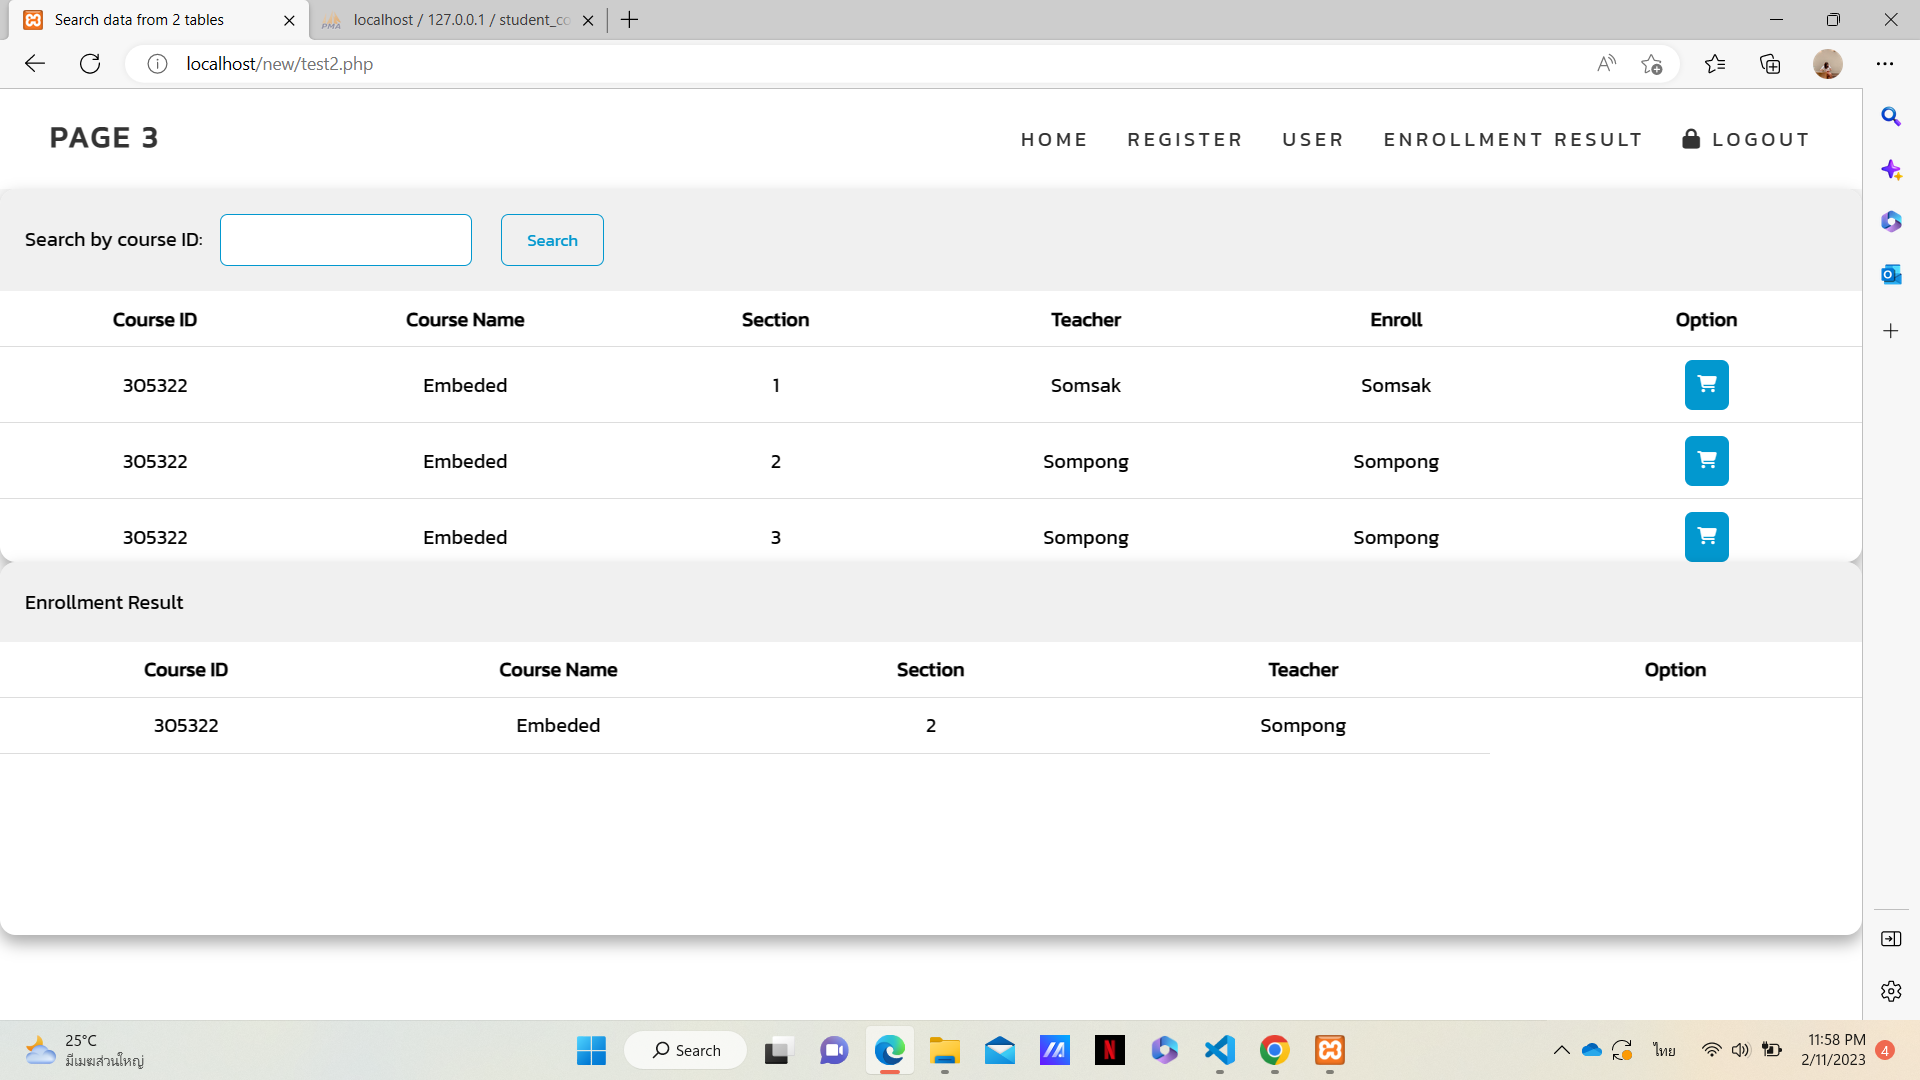 Search data from 2 tables
localhost / 127.0.0.1 / student_co
localhost/new/test2.php
PAGE 3
HOME REGISTER USER ENROLLMENT RESULT LOGOUT
Search by course ID: Search
Course ID Course Name Section Teacher Enroll Option
305322 Embeded 1 Somsak Somsak
305322 Embeded 2 Sompong Sompong
305322 Embeded 3 Sompong Sompong
Enrollment Result
Course ID Course Name Section Teacher Option
305322 Embeded 2 Sompong
25°C
มีเมฆส่วนใหญ่
Search
ไทย
11:58 PM
2/11/2023
4